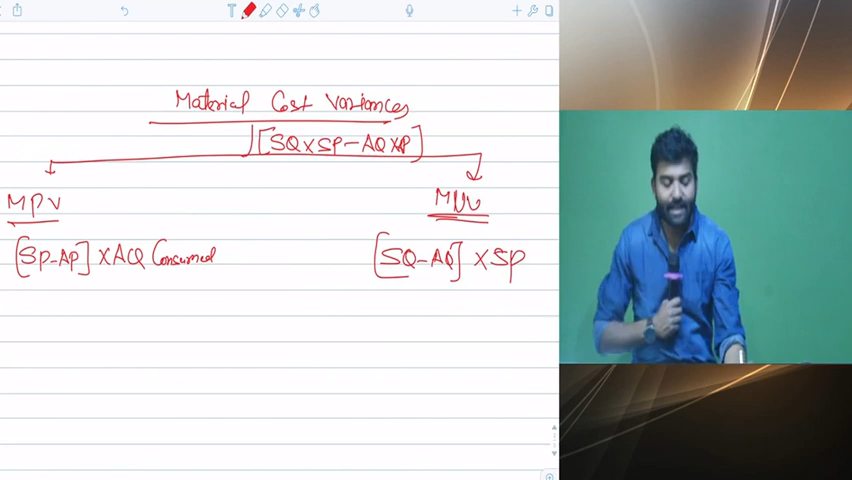 Material Cost Variances
[SQ×SP-AQ×AP]
MPV
MUV
[SP-AP] × AQ Consumed
[SQ-AQ] × SP